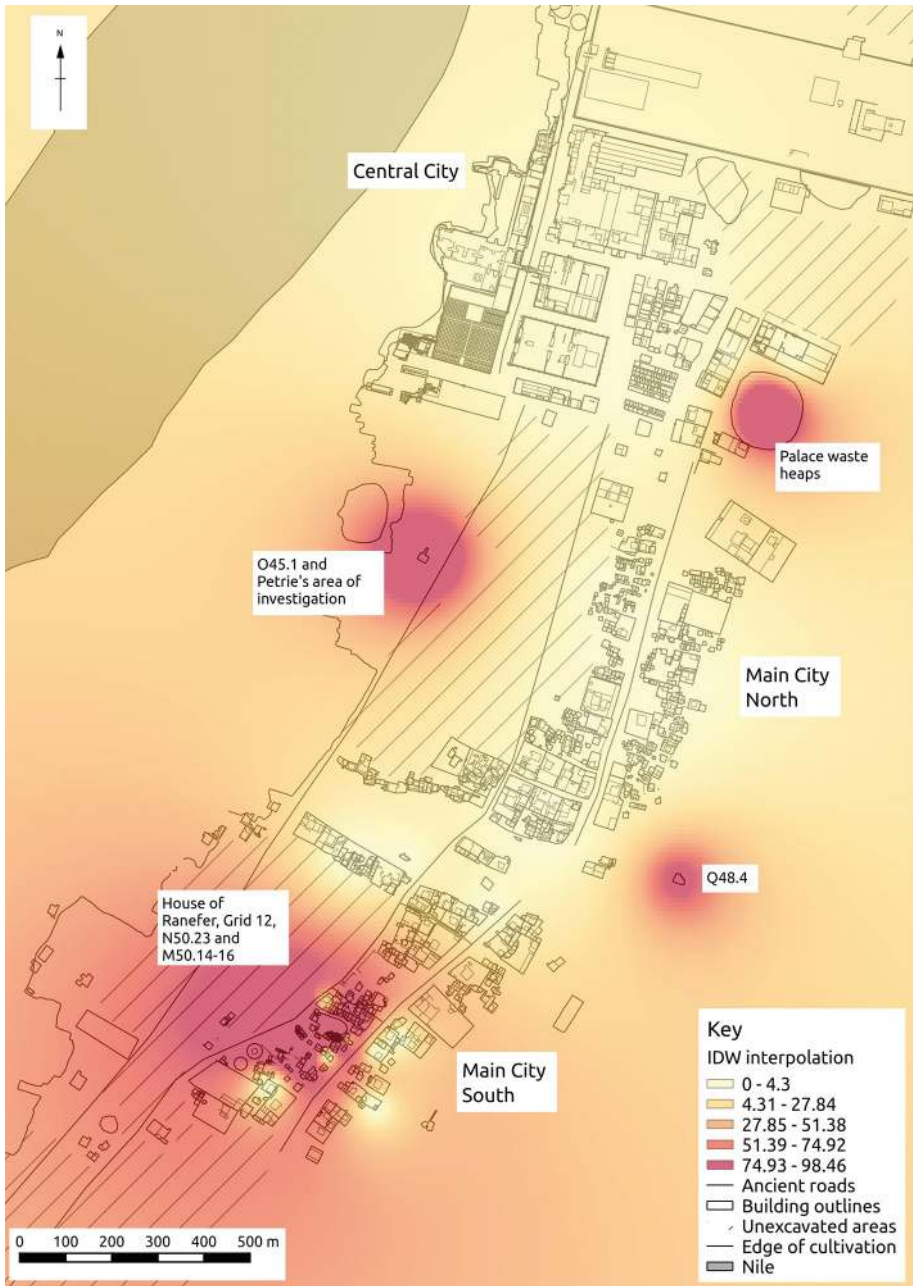 N
Central City
Palace waste
heaps
O45.1 and
Petrie's area of
investigation
Main City
North
Q48.4
House of
Ranefer, Grid 12,
N50.23 and
M50.14-16
Main City
South
Key
IDW interpolation
0 - 4.3
4.31 - 27.84
27.85 - 51.38
51.39 - 74.92
74.93 - 98.46
Ancient roads
Building outlines
Unexcavated areas
Edge of cultivation
Nile
0 100 200 300 400 500 m